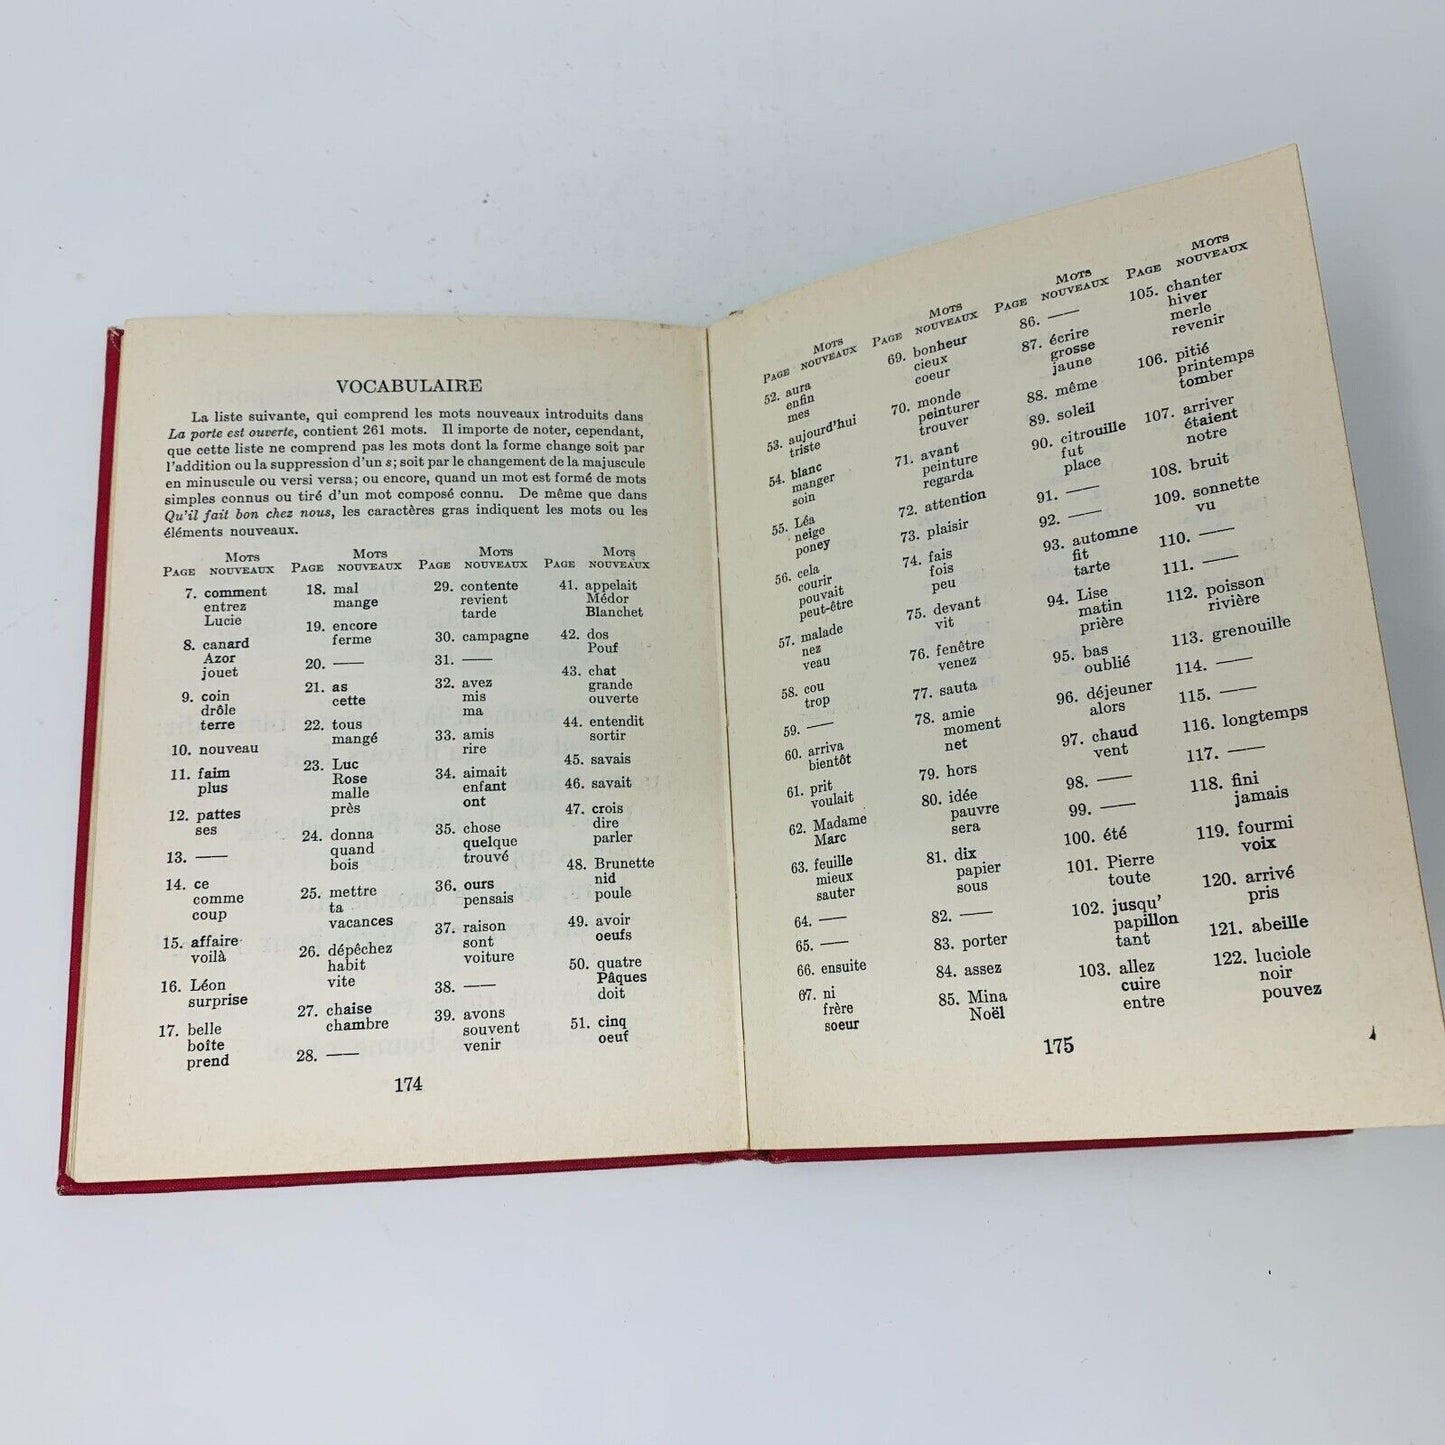 VOCABULAIRE
La liste suivante, qui comprend les mots nouveaux introduits dans
La porte est ouverte, contient 261 mots. Il importe de noter, cependant,
que cette liste ne comprend pas les mots dont la forme change soit par
l'addition ou la suppression d'un s; soit par le changement de la majuscule
en minuscule ou versi versa; ou encore, quand un mot est formé de mots
simples connus ou tiré d'un mot composé connu. De même que dans
Qu'il fait bon chez nous, les caractères gras indiquent les mots ou les
éléments nouveaux.
PAGE MOTS NOUVEAUX
7. comment
entrez
Lucie
8. canard
Azor
jouet
9. coin
drôle
terre
10. nouveau
11. faim
plus
12. pattes
ses
13. ——
14. ce
comme
coup
15. affaire
voilà
16. Léon
surprise
17. belle
boîte
prend
PAGE MOTS NOUVEAUX
18. mal
mange
19. encore
ferme
20. ——
21. as
cette
22. tous
mangé
23. Luc
Rose
malle
près
24. donna
quand
bois
25. mettre
ta
vacances
26. dépêchez
habit
vite
27. chaise
chambre
28. ——
PAGE MOTS NOUVEAUX
29. contente
revient
tarde
30. campagne
31. ——
32. avez
mis
ma
33. amis
rire
34. aimait
enfant
ont
35. chose
quelque
trouvé
36. ours
pensais
37. raison
sont
voiture
38. ——
39. avons
souvent
venir
PAGE MOTS NOUVEAUX
41. appelait
Médor
Blanchet
42. dos
Pouf
43. chat
grande
ouverte
44. entendit
sortir
45. savais
46. savait
47. crois
dire
parler
48. Brunette
nid
poule
49. avoir
oeufs
50. quatre
Pâques
doit
51. cinq
oeuf
174
PAGE MOTS NOUVEAUX
52. aura
enfin
mes
53. aujourd'hui
triste
54. blanc
manger
soin
55. Léa
neige
poney
56. cela
courir
pouvait
peut-être
57. malade
nez
veau
58. cou
trop
59. ——
60. arriva
bientôt
61. prit
voulait
62. Madame
Marc
63. feuille
mieux
sauter
64. ——
65. ——
66. ensuite
67. ni
frère
soeur
PAGE MOTS NOUVEAUX
69. bonheur
cieux
coeur
70. monde
peinturer
trouver
71. avant
peinture
regarda
72. attention
73. plaisir
74. fais
fois
peu
75. devant
vit
76. fenêtre
venez
77. sauta
78. amie
moment
net
79. hors
80. idée
pauvre
sera
81. dix
papier
sous
82. ——
83. porter
84. assez
85. Mina
Noël
PAGE MOTS NOUVEAUX
86. ——
87. écrire
grosse
jaune
88. même
89. soleil
90. citrouille
fut
place
91. ——
92. ——
93. automne
fit
tarte
94. Lise
matin
prière
95. bas
oublié
96. déjeuner
alors
97. chaud
vent
98. ——
99. ——
100. été
101. Pierre
toute
102. jusqu'
papillon
tant
103. allez
cuire
entre
PAGE MOTS NOUVEAUX
105. chanter
hiver
merle
revenir
106. pitié
printemps
tomber
107. arriver
étaient
notre
108. bruit
109. sonnette
vu
110. ——
111. ——
112. poisson
rivière
113. grenouille
114. ——
115. ——
116. longtemps
117. ——
118. fini
jamais
119. fourmi
voix
120. arrivé
pris
121. abeille
122. luciole
noir
pouvez
175